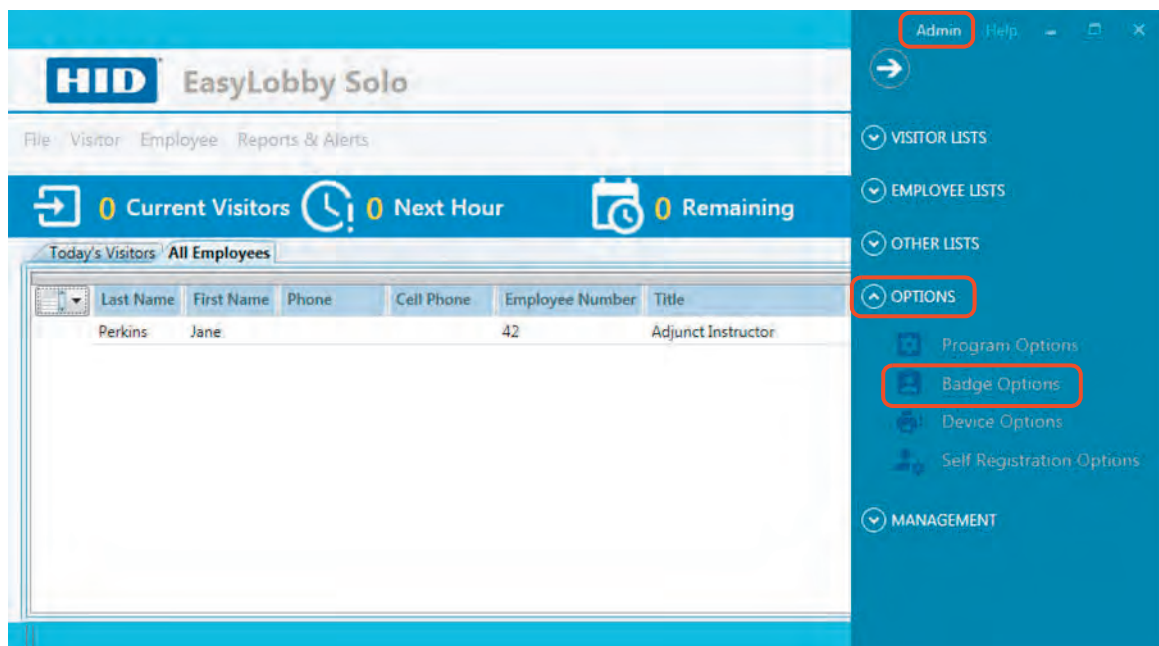 Admin Help
HID EasyLobby Solo
File Visitor Employee Reports & Alerts
0 Current Visitors 0 Next Hour 0 Remaining
Today's Visitors All Employees
Last Name First Name Phone Cell Phone Employee Number Title
Perkins Jane 42 Adjunct Instructor
VISITOR LISTS
EMPLOYEE LISTS
OTHER LISTS
OPTIONS
Program Options
Badge Options
Device Options
Self Registration Options
MANAGEMENT